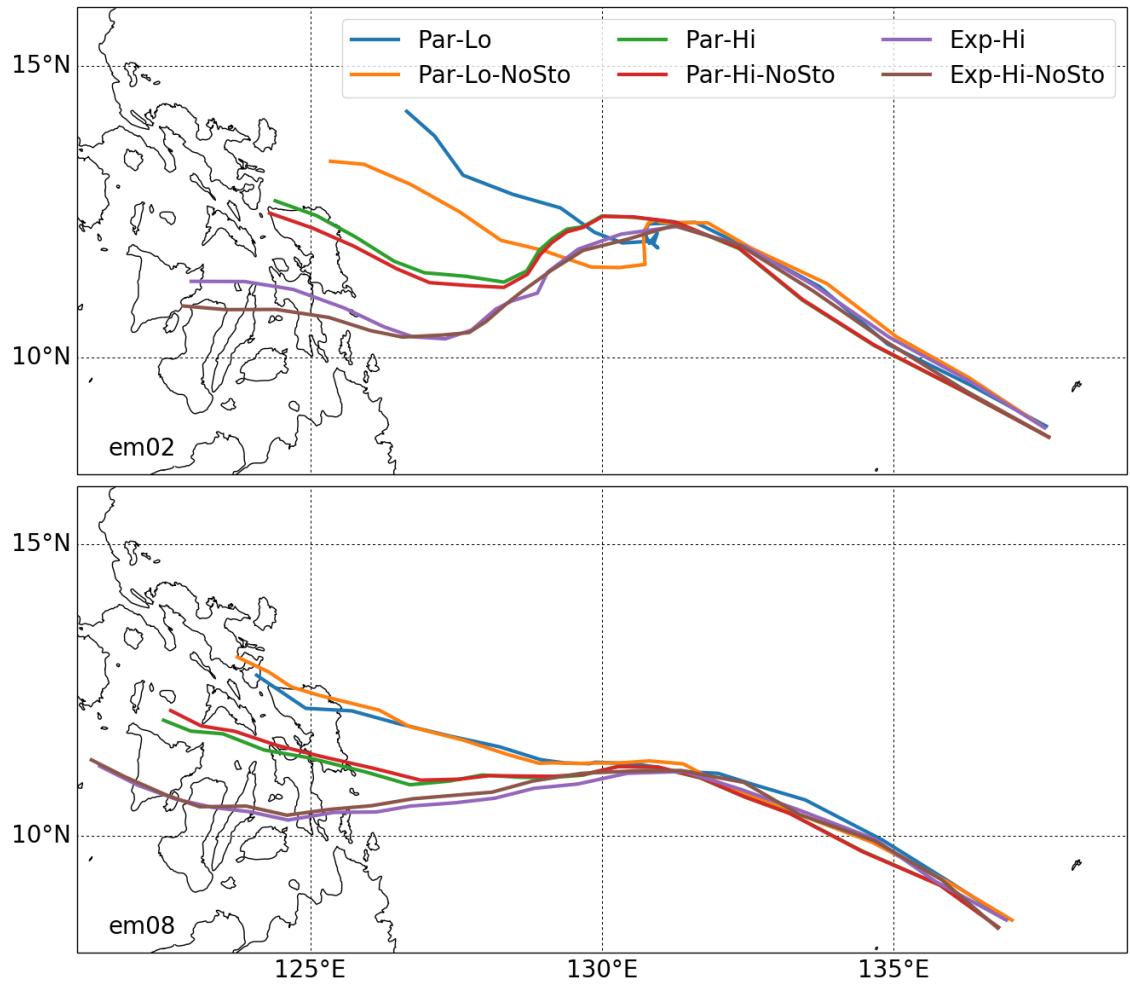 Par-Lo Par-Hi Exp-Hi
15°N Par-Lo-NoSto Par-Hi-NoSto Exp-Hi-NoSto
10°N
em02
15°N
10°N
em08
125°E 130°E 135°E